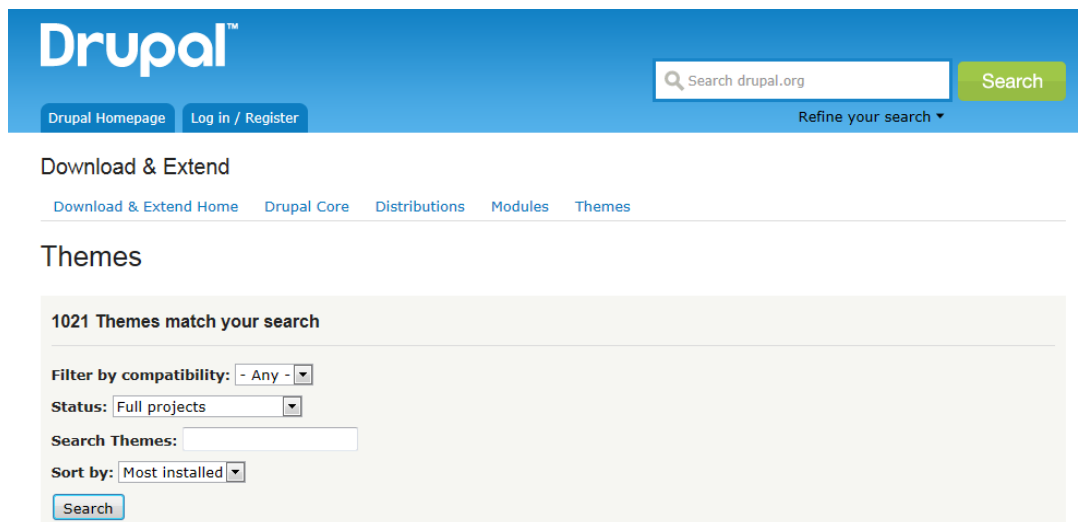 Drupal™
Search drupal.org
Search
Drupal Homepage Log in / Register
Refine your search
Download & Extend
Download & Extend Home Drupal Core Distributions Modules Themes
Themes
1021 Themes match your search
Filter by compatibility: - Any -
Status: Full projects
Search Themes:
Sort by: Most installed
Search